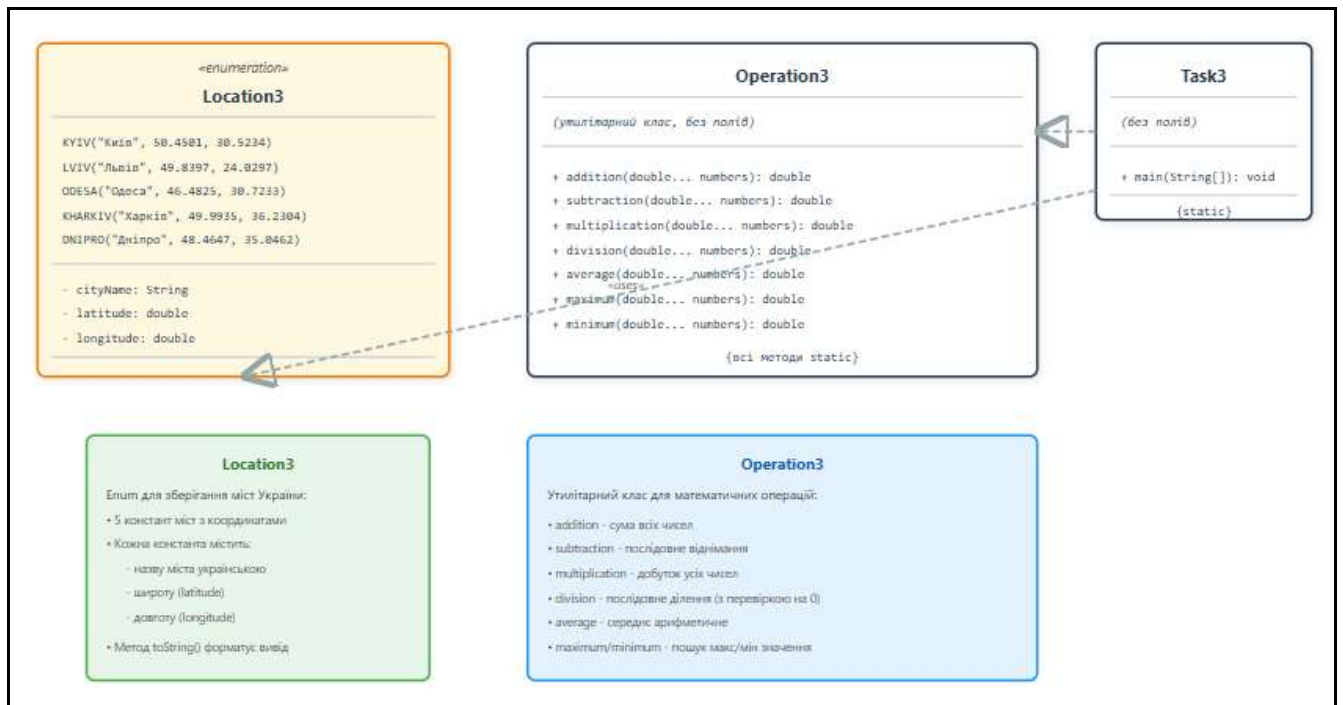 «enumeration»
Location3
KYIV("Київ", 50.4501, 30.5234)
LVIV("Львів", 49.8397, 24.0297)
ODESA("Одеса", 46.4825, 30.7233)
KHARKIV("Харків", 49.9935, 36.2304)
DNIPRO("Дніпро", 48.4647, 35.0462)
- cityName: String
- latitude: double
- longitude: double
Operation3
(утилітарний клас, без полів)
+ addition(double... numbers): double
+ subtraction(double... numbers): double
+ multiplication(double... numbers): double
+ division(double... numbers): double
+ average(double... numbers): double
«uses»
+ maximum(double... numbers): double
+ minimum(double... numbers): double
{всі методи static}
Task3
(без полів)
+ main(String[]): void
{static}
Location3
Enum для зберігання міст України:
• 5 констант міст з координатами
• Кожна константа містить:
- назву міста українською
- широту (latitude)
- довготу (longitude)
• Метод toString() форматує вивід
Operation3
Утилітарний клас для математичних операцій:
• addition - сума всіх чисел
• subtraction - послідовне віднімання
• multiplication - добуток усіх чисел
• division - послідовне ділення (з перевіркою на 0)
• average - середнє арифметичне
• maximum/minimum - пошук макс/мін значення